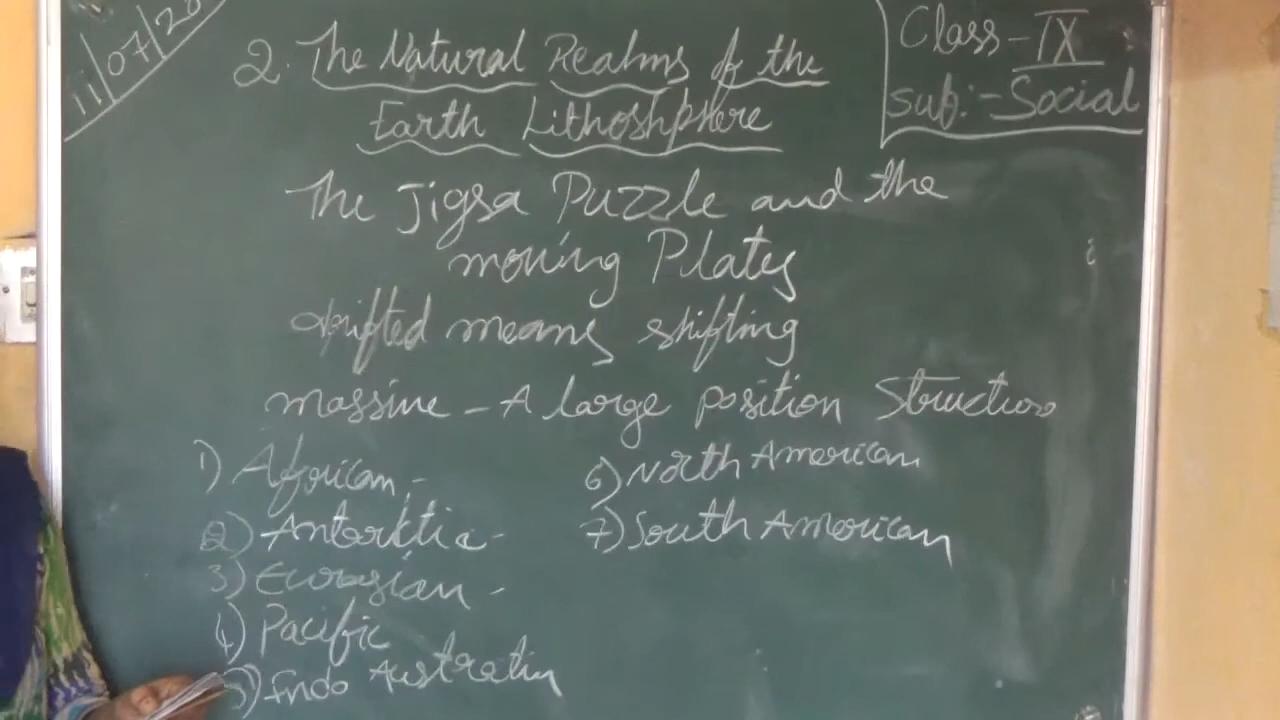 11/07/20
Class - IX
Sub:- Social
2. The Natural Realms of the
Earth Lithoshphere
The Jigsa Puzzle and the
moving Plates
drifted means shifting
massive - A large position Structure
1) African -
2) Antarktic -
3) Eurasian -
4) Pacific
5) Indo Australin
6) North American
7) South American